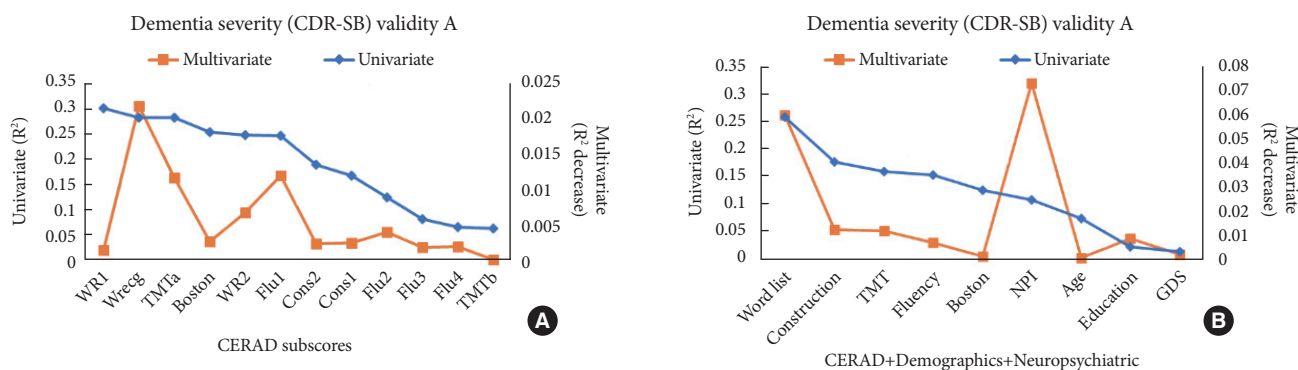 Dementia severity (CDR-SB) validity A
Multivariate
Univariate
0.35
0.3
0.25
0.2
0.15
0.1
0.05
0
Univariate (R²)
0.025
0.02
0.015
0.01
0.005
0
Multivariate
(R² decrease)
WR1
Wrecg
TMTa
Boston
WR2
Flu1
Cons2
Cons1
Flu2
Flu3
Flu4
TMTb
CERAD subscores
A
Dementia severity (CDR-SB) validity A
Multivariate
Univariate
0.35
0.35
0.25
0.2
0.15
0.1
0.05
0
Univariate (R²)
0.08
0.07
0.06
0.05
0.04
0.03
0.02
0.01
0
Multivariate
(R² decrease)
Word list
Construction
TMT
Fluency
Boston
NPI
Age
Education
GDS
CERAD+Demographics+Neuropsychiatric
B